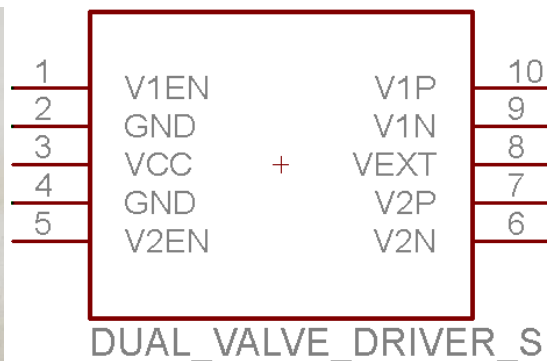 1 V1EN V1P 10
2 GND V1N 9
3 VCC VEXT 8
4 GND V2P 7
5 V2EN V2N 6
DUAL_VALVE_DRIVER_S